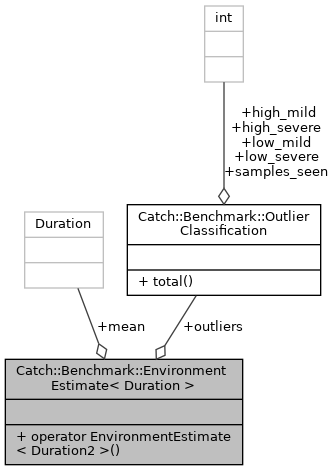 int
+high_mild
+high_severe
+low_mild
+low_severe
+samples_seen
Catch::Benchmark::Outlier
Classification
+ total()
Duration
+mean
+outliers
Catch::Benchmark::Environment
Estimate< Duration >
+ operator EnvironmentEstimate
< Duration2 >()